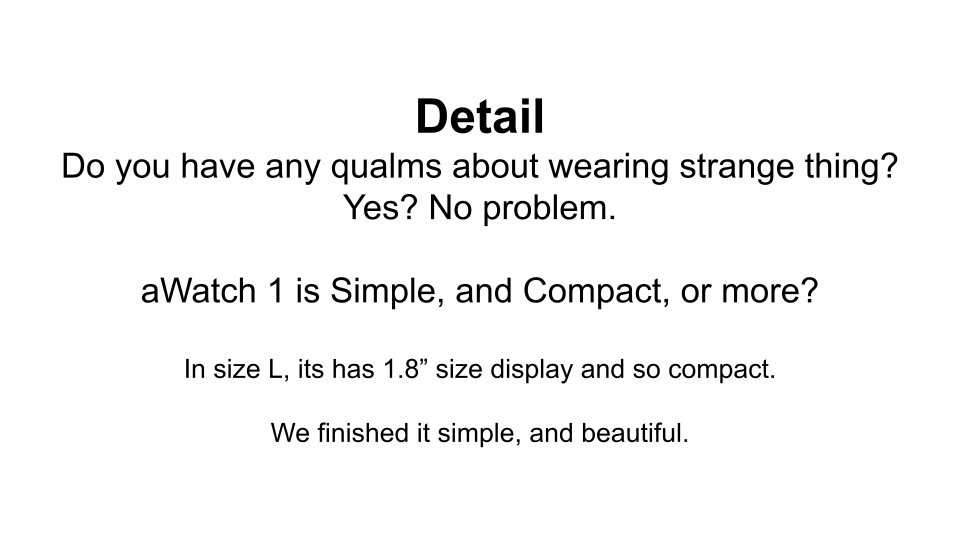 Detail
Do you have any qualms about wearing strange thing?
Yes? No problem.
aWatch 1 is Simple, and Compact, or more?
In size L, its has 1.8” size display and so compact.
We finished it simple, and beautiful.